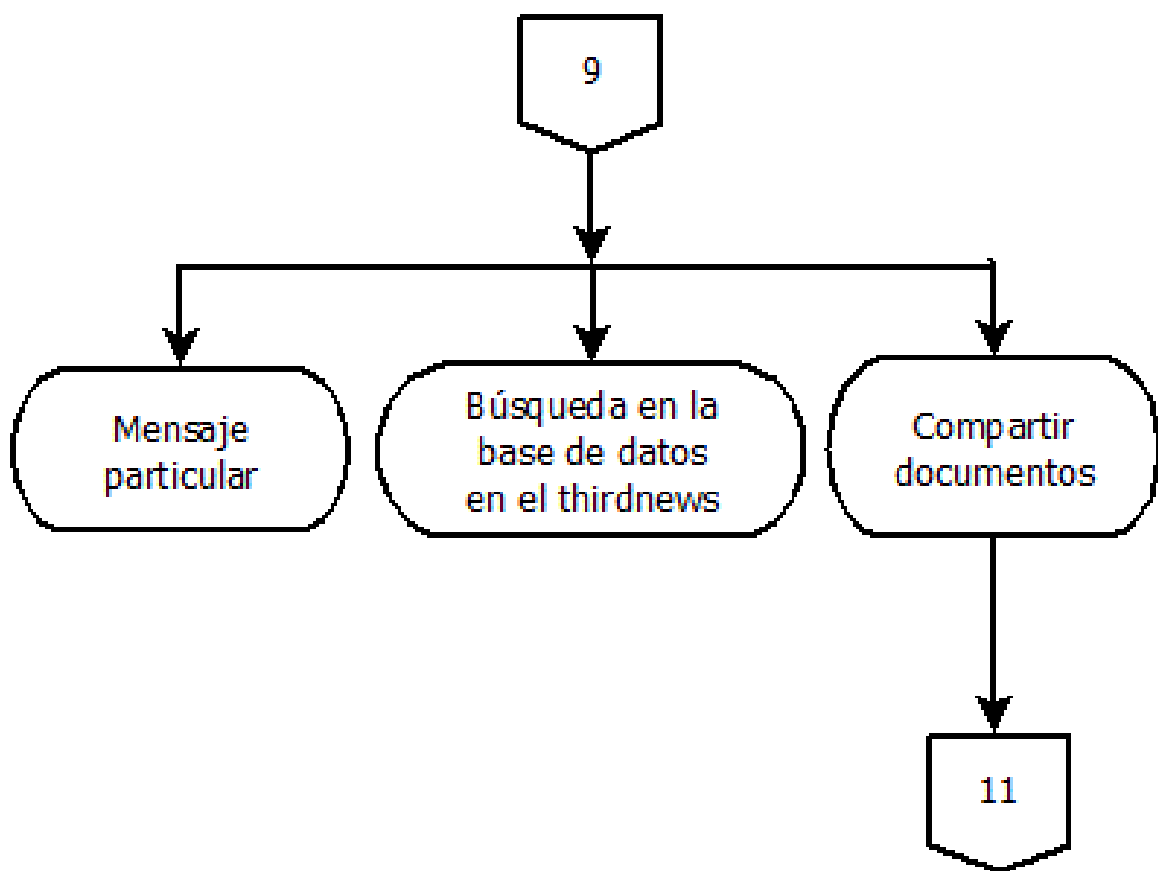 9
Mensaje
particular
Búsqueda en la
base de datos
en el thirdnews
Compartir
documentos
11